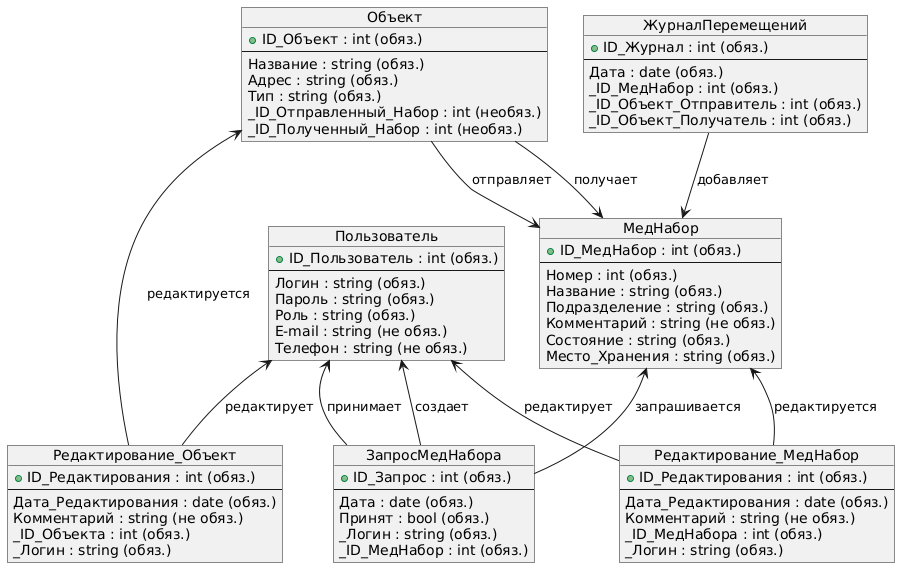 Объект
ID_Объект : int (обяз.)
Название : string (обяз.)
Адрес : string (обяз.)
Тип : string (обяз.)
_ID_Отправленный_Набор : int (необяз.)
_ID_Полученный_Набор : int (необяз.)
ЖурналПеремещений
ID_Журнал : int (обяз.)
Дата : date (обяз.)
_ID_МедНабор : int (обяз.)
_ID_Объект_Отправитель : int (обяз.)
_ID_Объект_Получатель : int (обяз.)
отправляет
получает
добавляет
Пользователь
ID_Пользователь : int (обяз.)
Логин : string (обяз.)
Пароль : string (обяз.)
Роль : string (обяз.)
E-mail : string (не обяз.)
Телефон : string (не обяз.)
МедНабор
ID_МедНабор : int (обяз.)
Номер : int (обяз.)
Название : string (обяз.)
Подразделение : string (обяз.)
Комментарий : string (не обяз.)
Состояние : string (обяз.)
Место_Хранения : string (обяз.)
редактируется
редактирует
принимает
создает
редактирует
запрашивается
редактируется
Редактирование_Объект
ID_Редактирования : int (обяз.)
Дата_Редактирования : date (обяз.)
Комментарий : string (не обяз.)
_ID_Объекта : int (обяз.)
_Логин : string (обяз.)
ЗапросМедНабора
ID_Запрос : int (обяз.)
Дата : date (обяз.)
Принят : bool (обяз.)
_Логин : string (обяз.)
_ID_МедНабор : int (обяз.)
Редактирование_МедНабор
ID_Редактирования : int (обяз.)
Дата_Редактирования : date (обяз.)
Комментарий : string (не обяз.)
_ID_МедНабора : int (обяз.)
_Логин : string (обяз.)